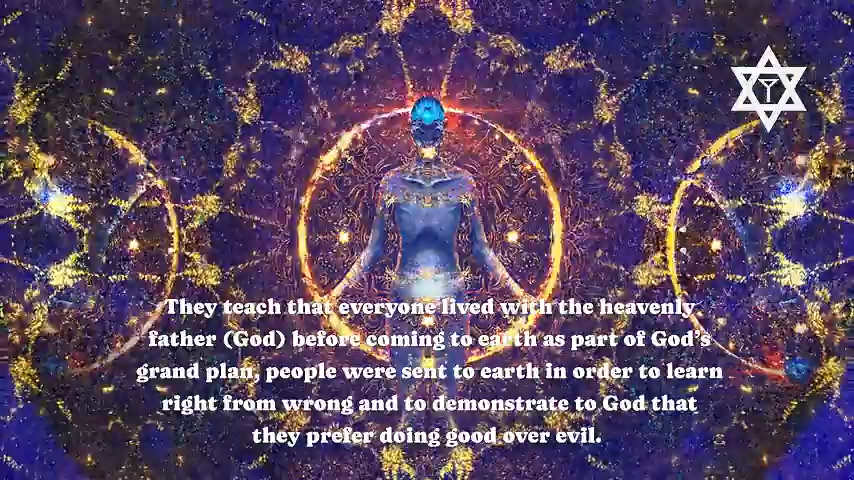 They teach that everyone lived with the heavenly
father (God) before coming to earth as part of God's
grand plan, people were sent to earth in order to learn
right from wrong and to demonstrate to God that
they prefer doing good over evil.